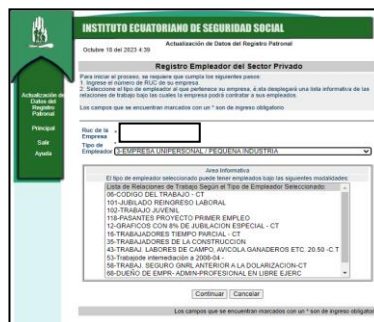 INSTITUTO ECUATORIANO DE SEGURIDAD SOCIAL
Actualización de Datos del Registro Patronal
Octubre 18 del 2023 4:39
Registro Empleador del Sector Privado
Para iniciar el proceso, se requiere que cumpla los siguientes pasos:
1. Ingrese el número de RUC de su empresa.
2. Seleccione el tipo de empleador al que pertenece su empresa, ésta desplegará una lista informativa de las relaciones de trabajo bajo las cuales la empresa podrá contratar a sus empleados.
Los campos que se encuentran marcados con un * son de ingreso obligatorio
Actualización de
Datos del
Registro
Patronal
Principal
Salir
Ayuda
Ruc de la
Empresa
*
Tipo de
Empleador
EMPRESA UNIPERSONAL / PEQUENA INDUSTRIA
Area Informativa
El tipo de empleador seleccionado puede tener empleados bajo las siguientes modalidades:
Lista de Relaciones de Trabajo Según el Tipo de Empleador Seleccionado:
06-CODIGO DEL TRABAJO - CT
101-JUBILADO REINGRESO LABORAL
102-TRABAJO JUVENIL
118-PASANTES PROYECTO PRIMER EMPLEO
12-GRAFICOS CON 8% DE JUBILACION ESPECIAL - CT
16-TRABAJADORES TIEMPO PARCIAL - CT
35-TRABAJADORES DE LA CONSTRUCCION
43-TRABAJ. LABORES DE CAMPO, AVICOLA,GANADEROS ETC. 20.50 -C.T
53-Trabajode intermediación a 2006-04 -
58-TRABAJ. SEGURO GNRL ANTERIOR A LA DOLARIZACION-CT
68-DUEÑO DE EMPR- ADMIN-PROFESIONAL EN LIBRE EJERC
Continuar
Cancelar
Los campos que se encuentran marcados con un * son de ingreso obligator